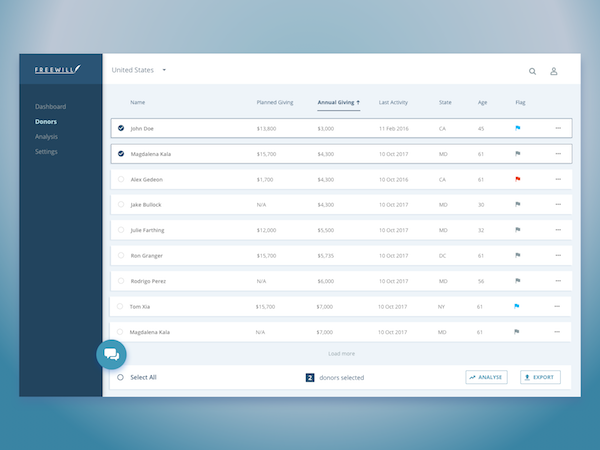 FREEWILL
United States
Dashboard
Donors
Analysis
Settings
Name Planned Giving Annual Giving ↑ Last Activity State Age Flag
John Doe $13,800 $3,000 11 Feb 2016 CA 45
Magdalena Kala $15,700 $4,300 10 Oct 2017 MD 61
Alex Gedeon $1,700 $4,300 10 Oct 2016 CA 61
Jake Bullock N/A $4,300 10 Oct 2017 MD 30
Julie Farthing $12,000 $5,500 10 Oct 2017 MD 32
Ron Granger $15,700 $5,735 10 Oct 2017 DC 61
Rodrigo Perez N/A $6,000 10 Oct 2017 MD 56
Tom Xia $15,700 $7,000 10 Oct 2017 NY 61
Magdalena Kala N/A $7,000 10 Oct 2017 MD 61
Load more
Select All 2 donors selected ANALYSE EXPORT